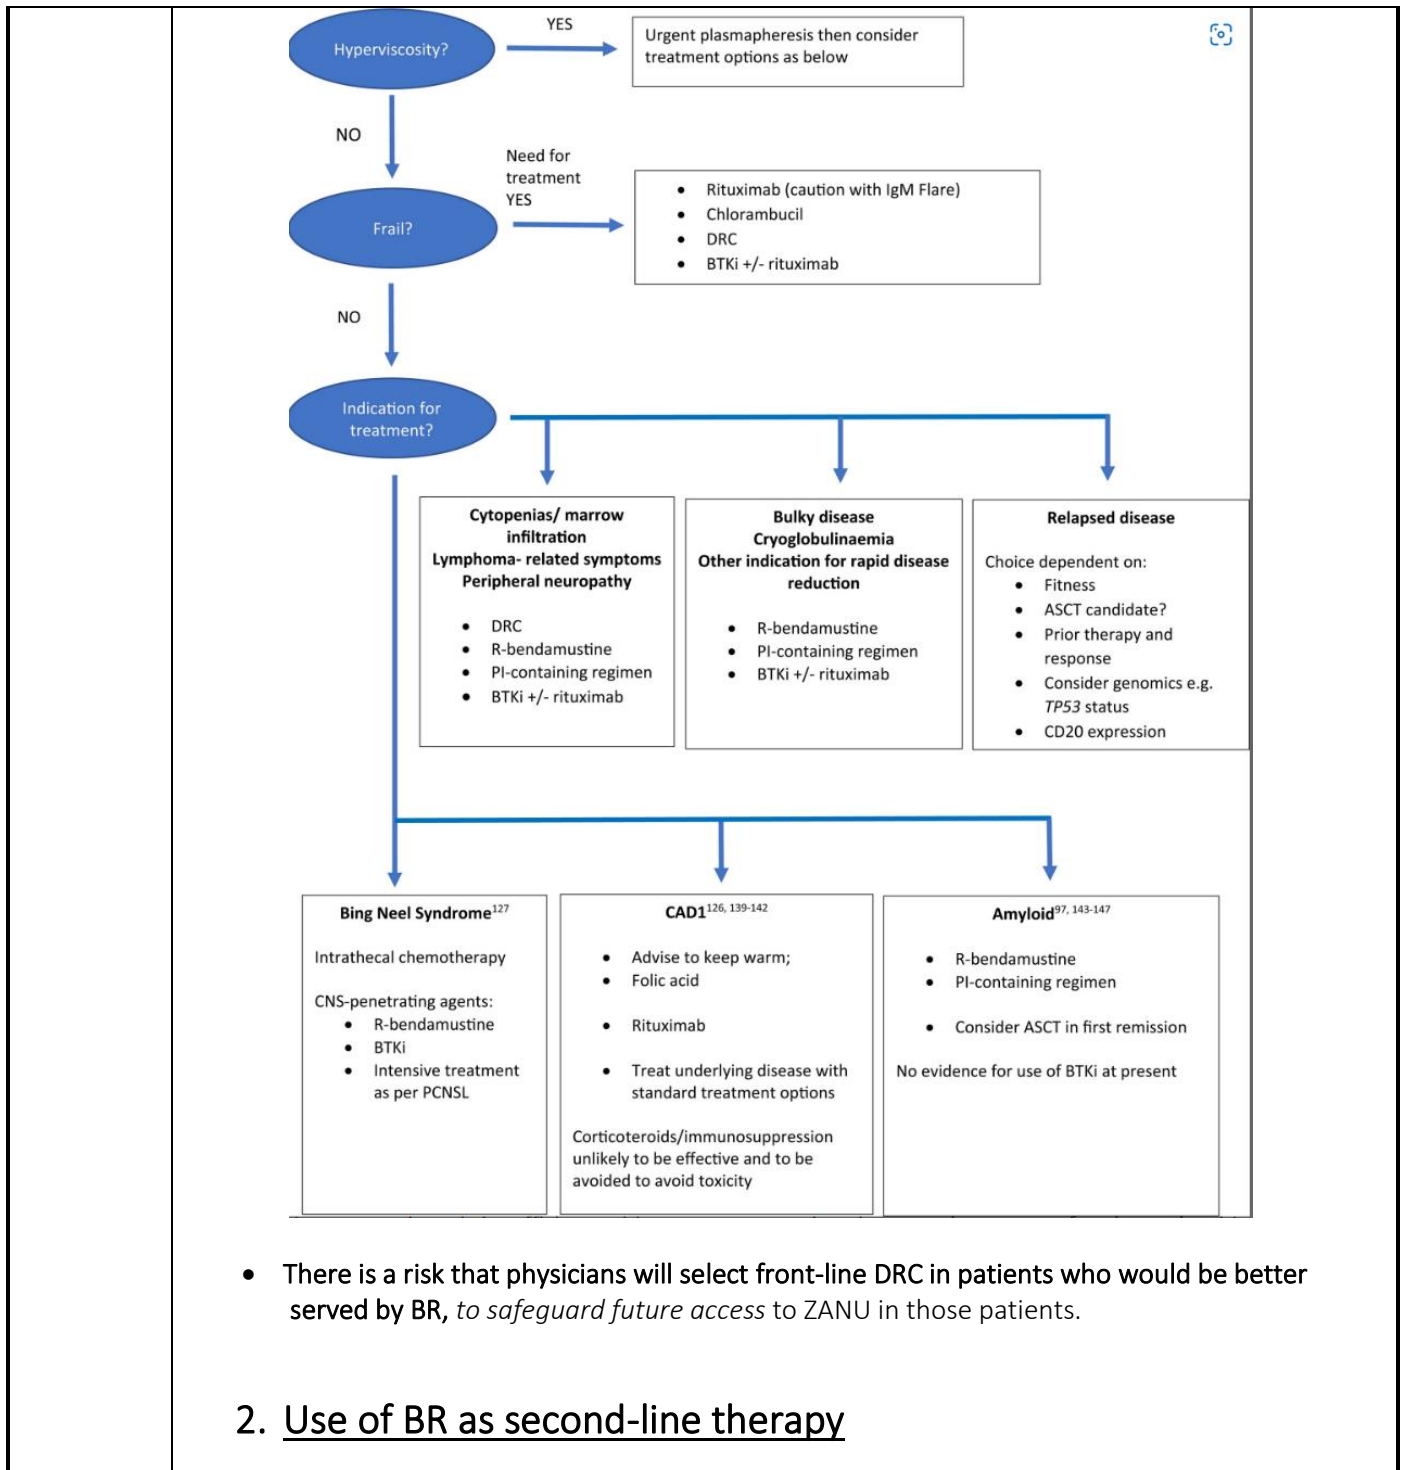 Hyperviscosity?
YES
Urgent plasmapheresis then consider
treatment options as below
NO
Need for
treatment
YES
Frail?
• Rituximab (caution with IgM Flare)
• Chlorambucil
• DRC
• BTKi +/- rituximab
NO
Indication for
treatment?
Cytopenias/ marrow
infiltration
Lymphoma- related symptoms
Peripheral neuropathy
• DRC
• R-bendamustine
• PI-containing regimen
• BTKi +/- rituximab
Bulky disease
Cryoglobulinaemia
Other indication for rapid disease
reduction
• R-bendamustine
• PI-containing regimen
• BTKi +/- rituximab
Relapsed disease
Choice dependent on:
• Fitness
• ASCT candidate?
• Prior therapy and
response
• Consider genomics e.g.
TP53 status
• CD20 expression
Bing Neel Syndrome127
Intrathecal chemotherapy
CNS-penetrating agents:
• R-bendamustine
• BTKi
• Intensive treatment
as per PCNSL
CAD1126, 139-142
• Advise to keep warm;
• Folic acid
• Rituximab
• Treat underlying disease with
standard treatment options
Corticoteroids/immunosuppression
unlikely to be effective and to be
avoided to avoid toxicity
Amyloid97, 143-147
• R-bendamustine
• PI-containing regimen
• Consider ASCT in first remission
No evidence for use of BTKi at present
• There is a risk that physicians will select front-line DRC in patients who would be better
served by BR, to safeguard future access to ZANU in those patients.
2. Use of BR as second-line therapy